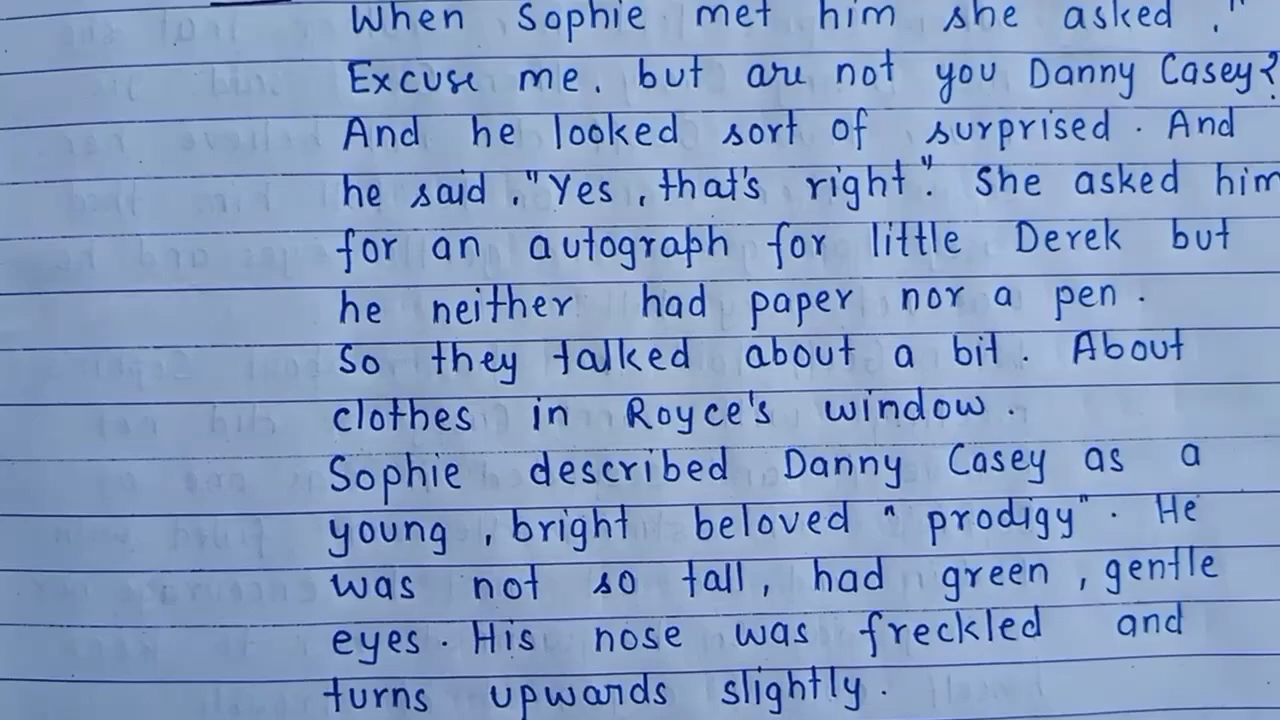 When Sophie met him she asked, "
Excuse me, but are not you Danny Casey?
And he looked sort of surprised. And
he said, "Yes, that's right". She asked him
for an autograph for little Derek but
he neither had paper nor a pen.
So they talked about a bit. About
clothes in Royce's window.
Sophie described Danny Casey as a
young, bright beloved "prodigy". He
was not so tall, had green, gentle
eyes. His nose was freckled and
turns upwards slightly.